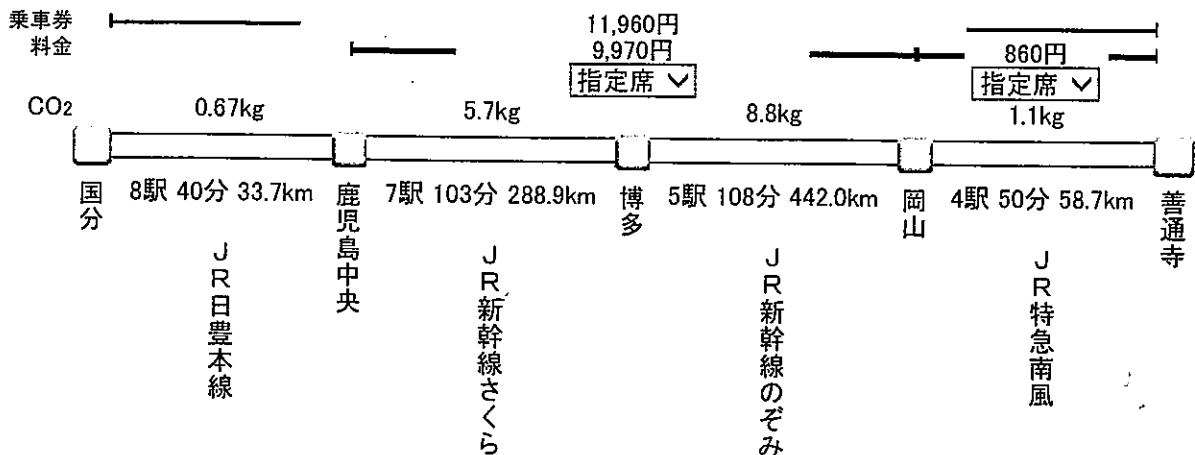 乗車券 11,960円
料金 9,970円 860円
指定席 指定席
CO2 0.67kg 5.7kg 8.8kg 1.1kg
国分 8駅 40分 33.7km 鹿児島中央 7駅 103分 288.9km 博多 5駅 108分 442.0km 岡山 4駅 50分 58.7km 善通寺
JR日豊本線
JR新幹線さくら
JR新幹線のぞみ
JR特急南風